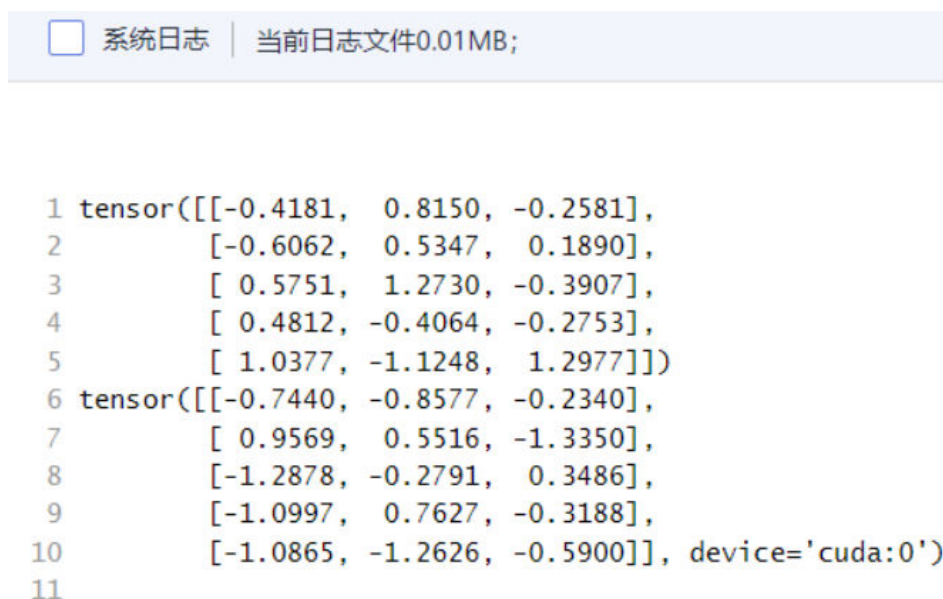 系统日志 | 当前日志文件0.01MB;
1 tensor([[-0.4181,  0.8150, -0.2581],
2         [-0.6062,  0.5347,  0.1890],
3         [ 0.5751,  1.2730, -0.3907],
4         [ 0.4812, -0.4064, -0.2753],
5         [ 1.0377, -1.1248,  1.2977]])
6 tensor([[-0.7440, -0.8577, -0.2340],
7         [ 0.9569,  0.5516, -1.3350],
8         [-1.2878, -0.2791,  0.3486],
9         [-1.0997,  0.7627, -0.3188],
10         [-1.0865, -1.2626, -0.5900]], device='cuda:0')
11